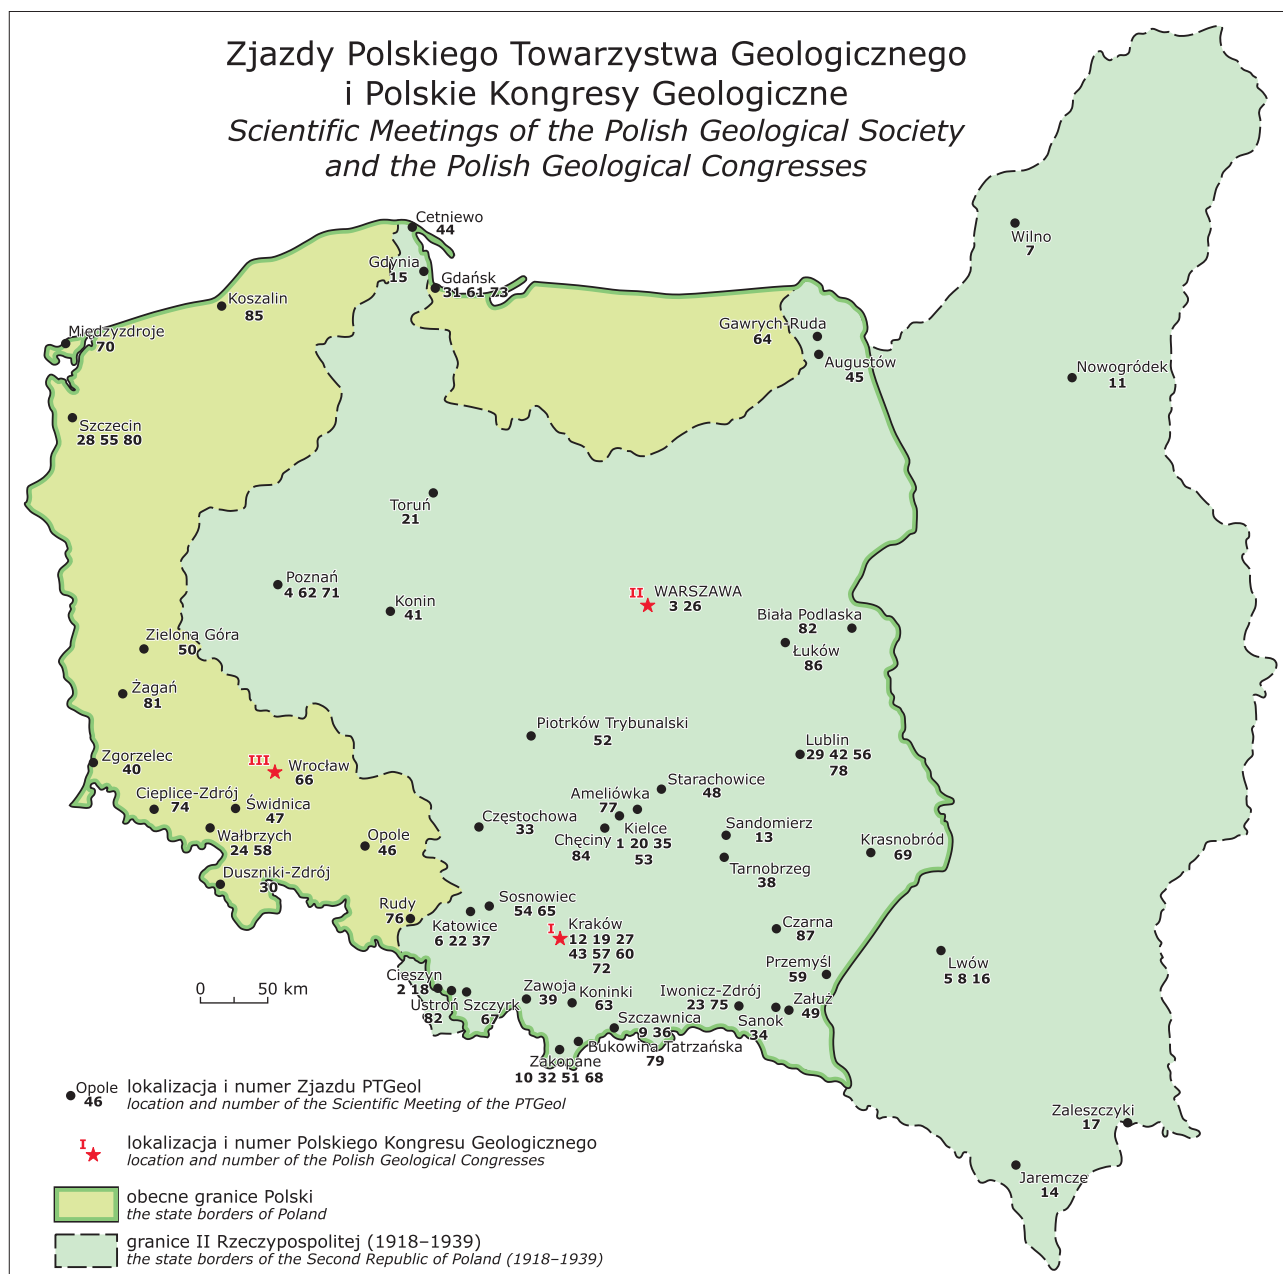 Zjazdy Polskiego Towarzystwa Geologicznego
i Polskie Kongresy Geologiczne
Scientific Meetings of the Polish Geological Society
and the Polish Geological Congresses
Cetniewo
44
Wilno
7
Gdynia
15
Gdańsk
31 61 73
Koszalin
85
Międzyzdroje
70
Gawrych-Ruda
64
Augustów
45
Nowogródek
11
Szczecin
28 55 80
Toruń
21
Poznań
4 62 71
Konin
41
II WARSZAWA
3 26
Biała Podlaska
82
Łuków
86
Zielona Góra
50
Żagań
81
Piotrków Trybunalski
52
Lublin
29 42 56
78
Zgorzelec
40
III Wrocław
66
Cieplice-Zdrój
74
Świdnica
47
Starachowice
48
Ameliówka
77
Częstochowa
33
Chęciny
84
Kielce
1 20 35
53
Sandomierz
13
Tarnobrzeg
38
Krasnobród
69
Wałbrzych
24 58
Opole
46
Duszniki-Zdrój
30
Rudy
76
Sosnowiec
54 65
Katowice
6 22 37
I Kraków
12 19 27
43 57 60
72
Czarna
87
Przemyśl
59
Lwów
5 8 16
Cieszyn
2 18
Ustroń
82
Szczyrk
67
Zawoja
39
Koninki
63
Iwonicz-Zdrój
23 75
Załuż
49
Sanok
34
Szczawnica
9 36
Bukowina Tatrzańska
79
Zakopane
10 32 51 68
Zaleszczyki
17
Jaremcze
14
0 50 km
Opole
46
lokalizacja i numer Zjazdu PTGeol
location and number of the Scientific Meeting of the PTGeol
I
lokalizacja i numer Polskiego Kongresu Geologicznego
location and number of the Polish Geological Congresses
obecne granice Polski
the state borders of Poland
granice II Rzeczypospolitej (1918–1939)
the state borders of the Second Republic of Poland (1918–1939)